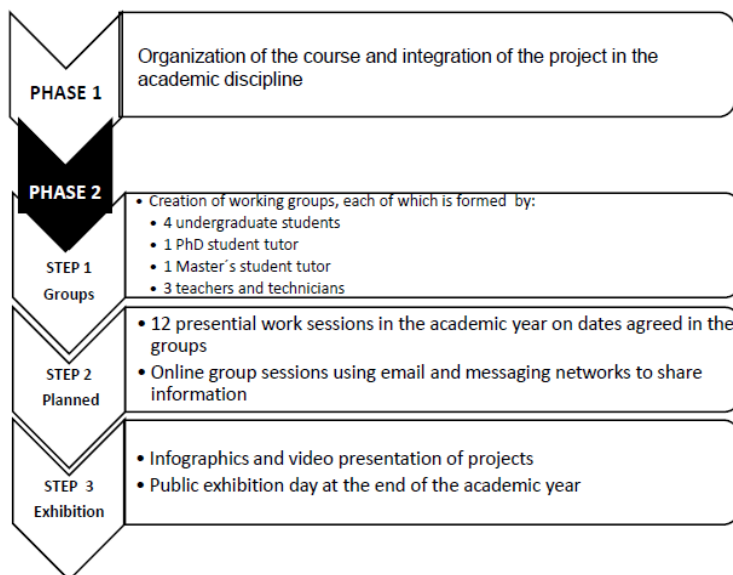 PHASE 1
Organization of the course and integration of the project in the
academic discipline
PHASE 2
STEP 1
Groups
• Creation of working groups, each of which is formed by:
• 4 undergraduate students
• 1 PhD student tutor
• 1 Master´s student tutor
• 3 teachers and technicians
STEP 2
Planned
• 12 presential work sessions in the academic year on dates agreed in the
groups
• Online group sessions using email and messaging networks to share
information
STEP 3
Exhibition
• Infographics and video presentation of projects
• Public exhibition day at the end of the academic year